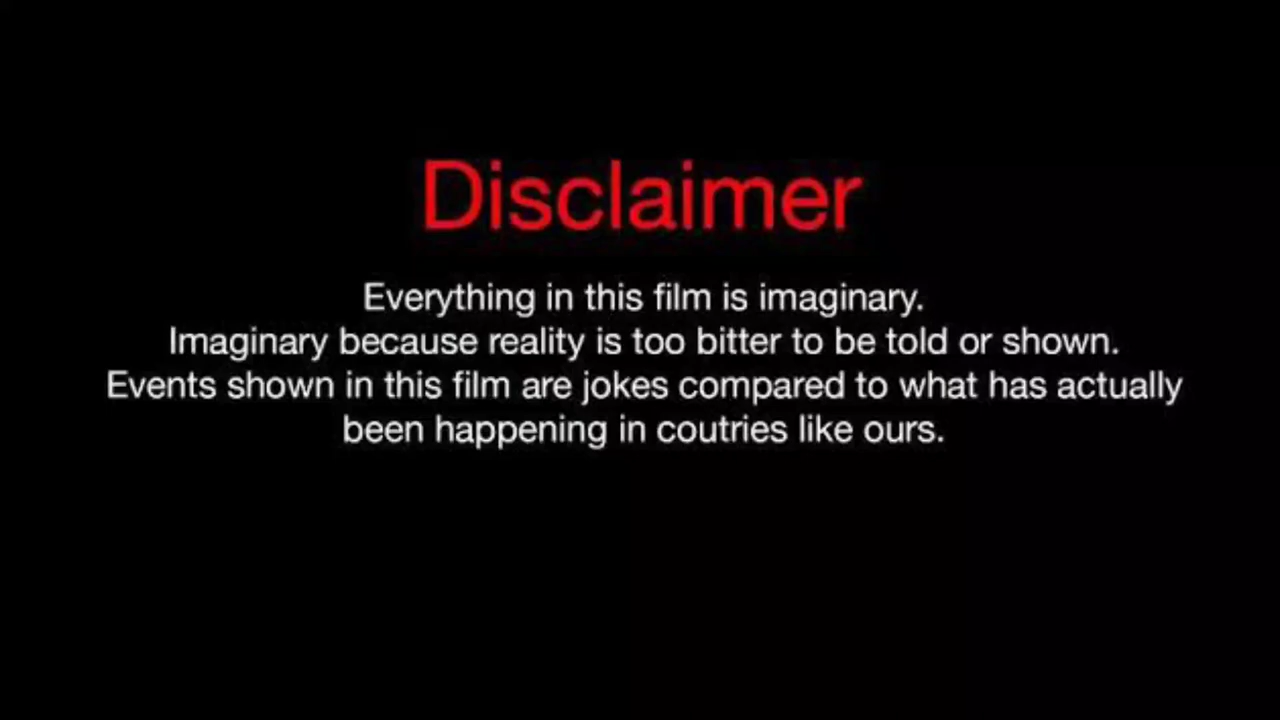 Disclaimer
Everything in this film is imaginary.
Imaginary because reality is too bitter to be told or shown.
Events shown in this film are jokes compared to what has actually
been happening in coutries like ours.